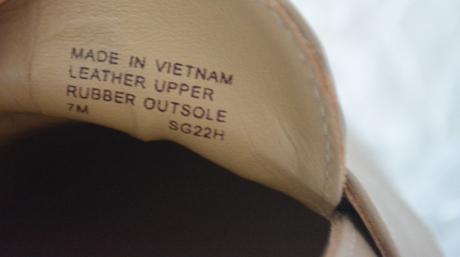 MADE IN VIETNAM
LEATHER UPPER
RUBBER OUTSOLE
7M SG22H